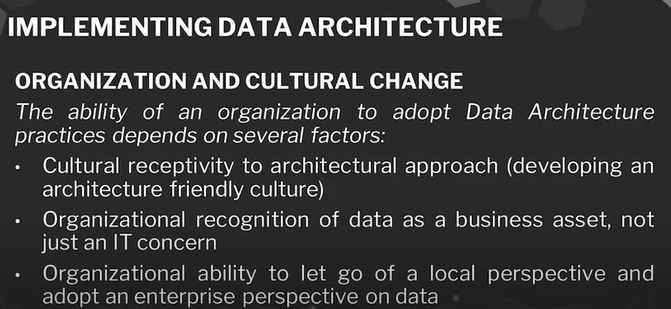 IMPLEMENTING DATA ARCHITECTURE
ORGANIZATION AND CULTURAL CHANGE
The ability of an organization to adopt Data Architecture
practices depends on several factors:
• Cultural receptivity to architectural approach (developing an
architecture friendly culture)
• Organizational recognition of data as a business asset, not
just an IT concern
• Organizational ability to let go of a local perspective and
adopt an enterprise perspective on data